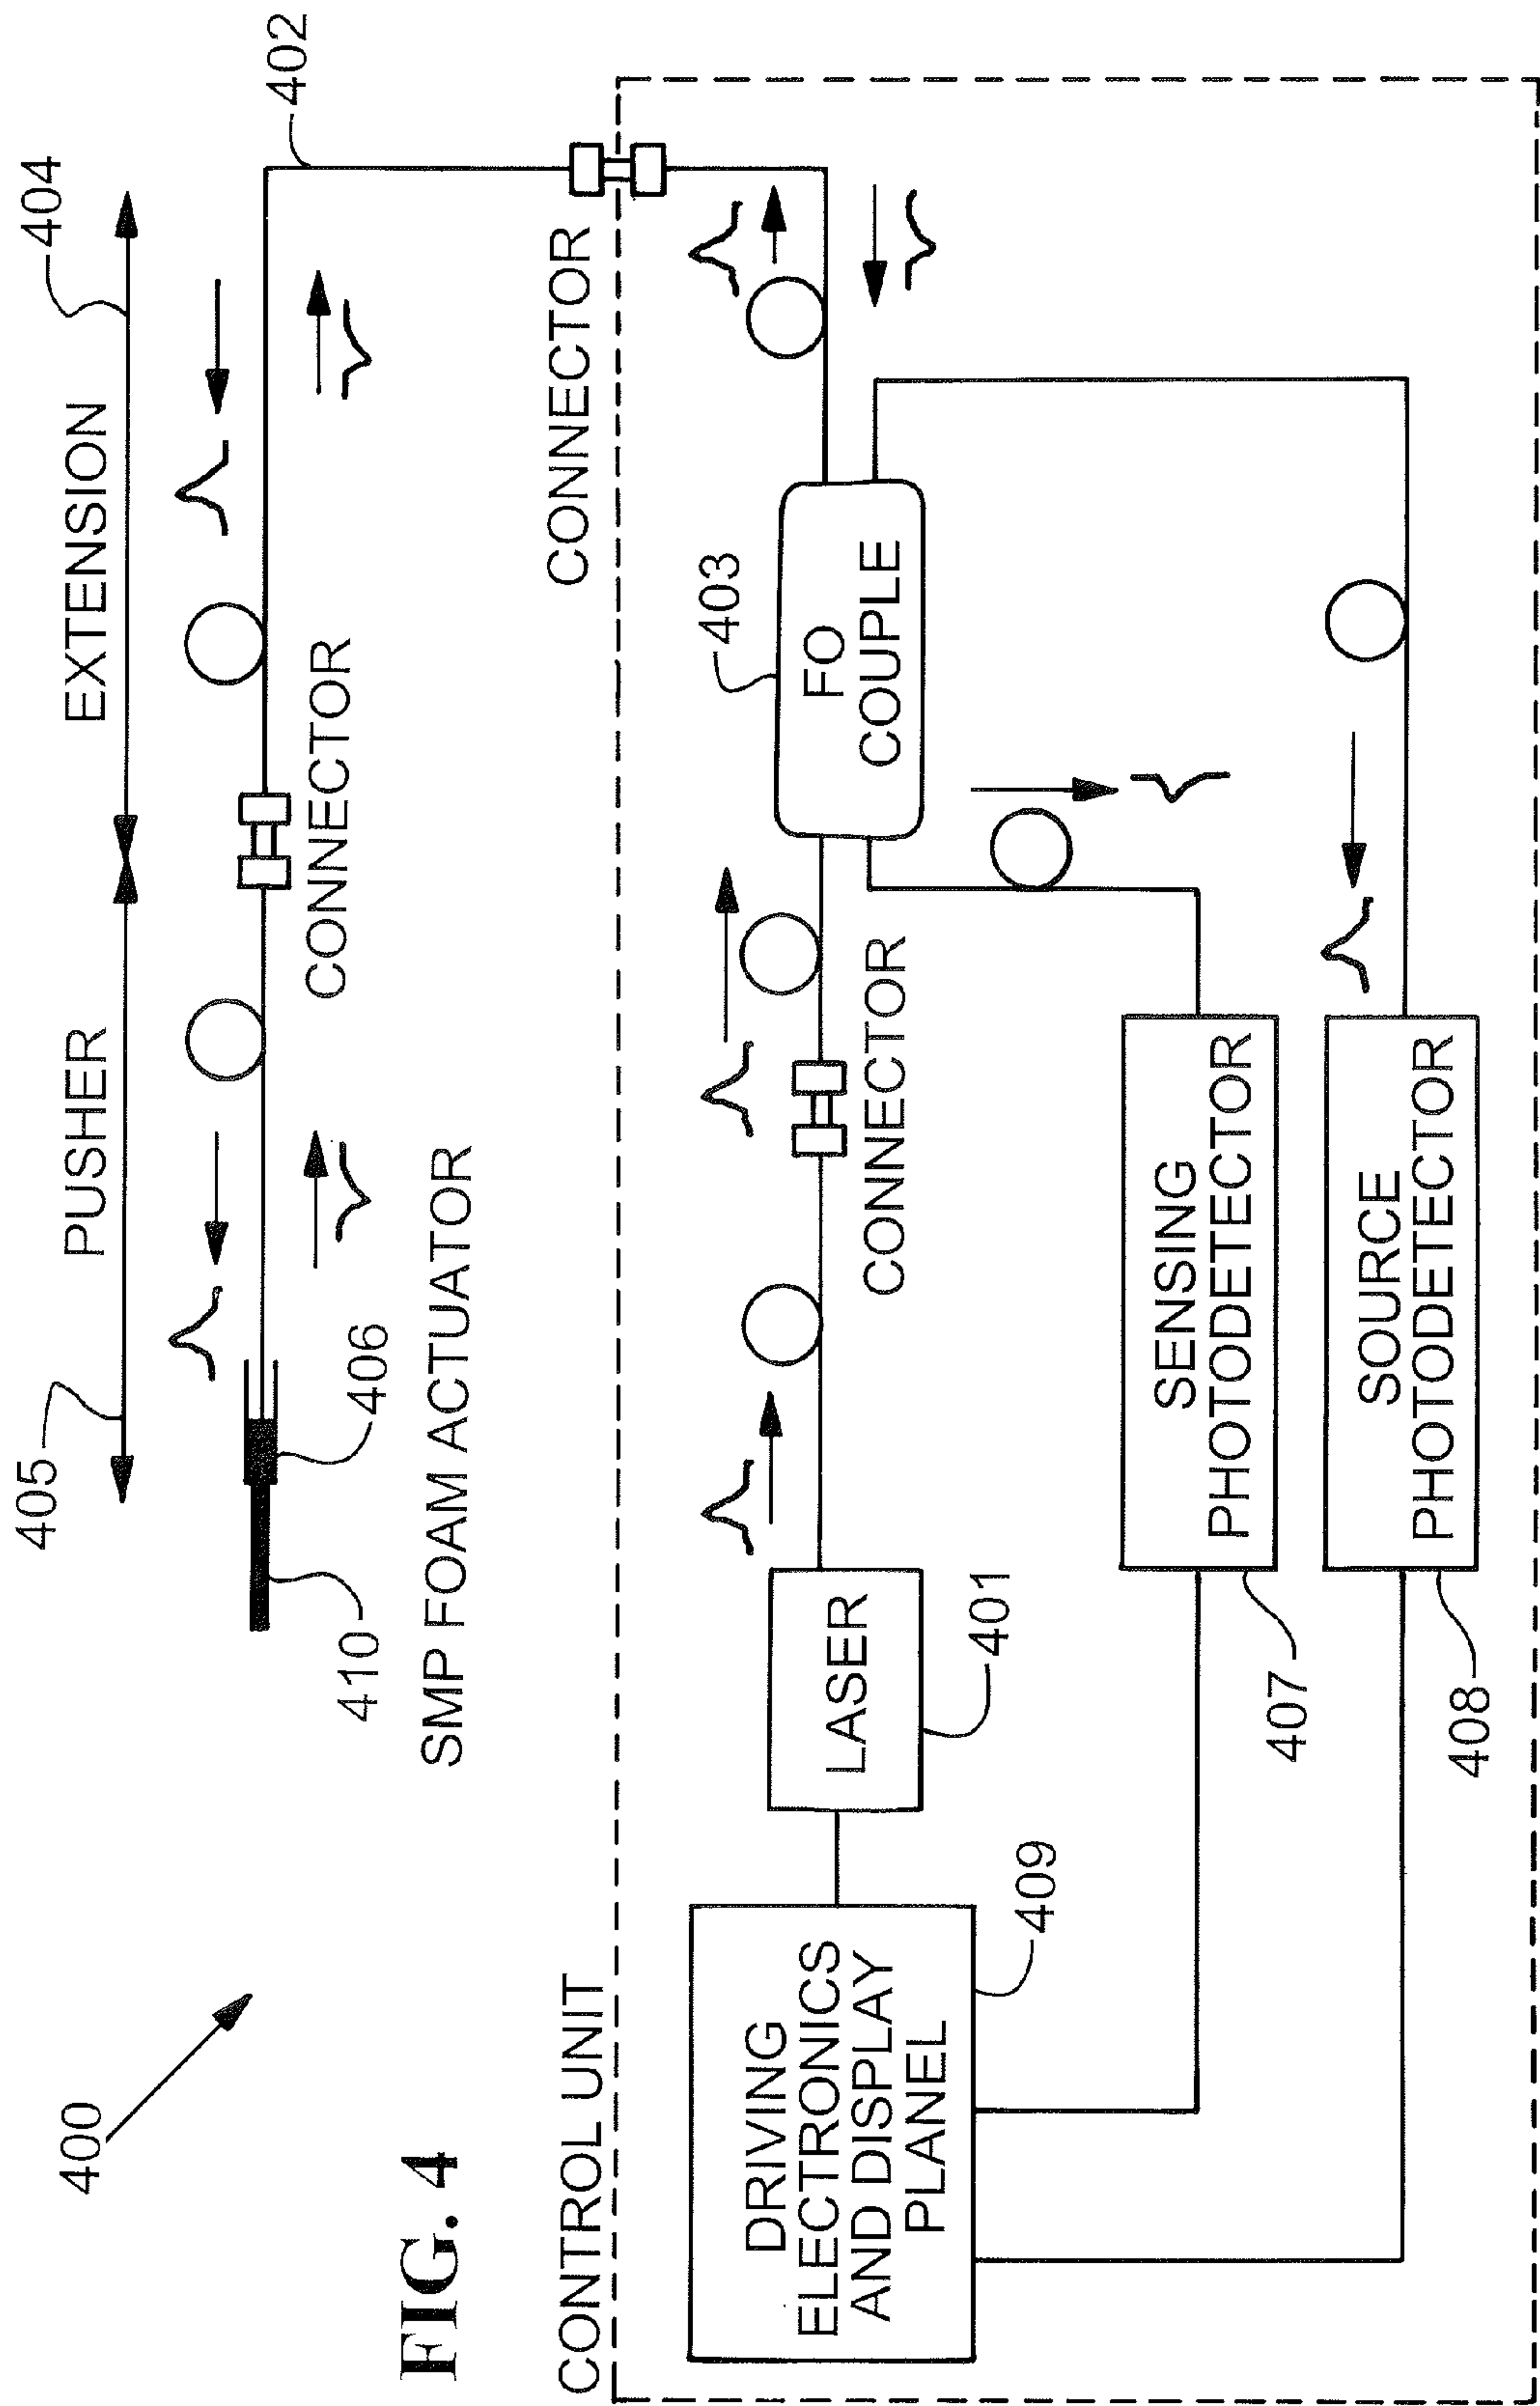 FIG. 4
400
405
PUSHER
EXTENSION
404
402
410
406
CONNECTOR
SMP FOAM ACTUATOR
CONNECTOR
CONTROL UNIT
DRIVING
ELECTRONICS
AND DISPLAY
PLANEL
409
LASER
401
CONNECTOR
403
FO
COUPLE
SENSING
PHOTODETECTOR
407
SOURCE
PHOTODETECTOR
408